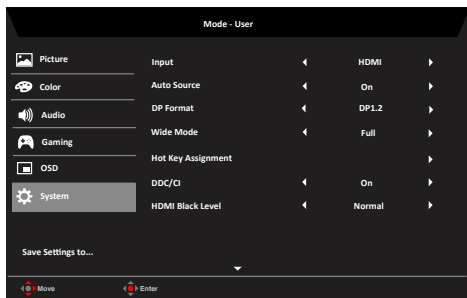 Mode - User
Picture
Color
Audio
Gaming
OSD
System
Save Settings to...
Input HDMI
Auto Source On
DP Format DP1.2
Wide Mode Full
Hot Key Assignment
DDC/CI On
HDMI Black Level Normal
Move Enter